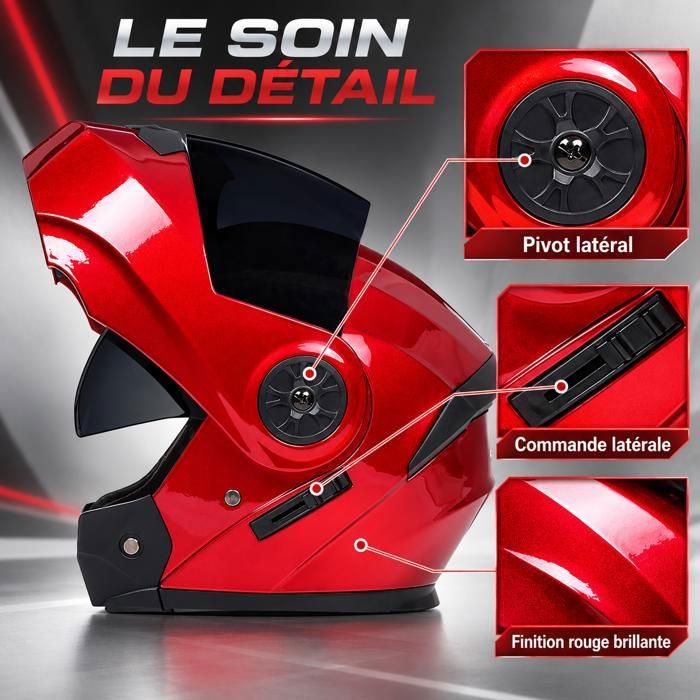 LE SOIN
DU DÉTAIL
Pivot latéral
Commande latérale
Finition rouge brillante